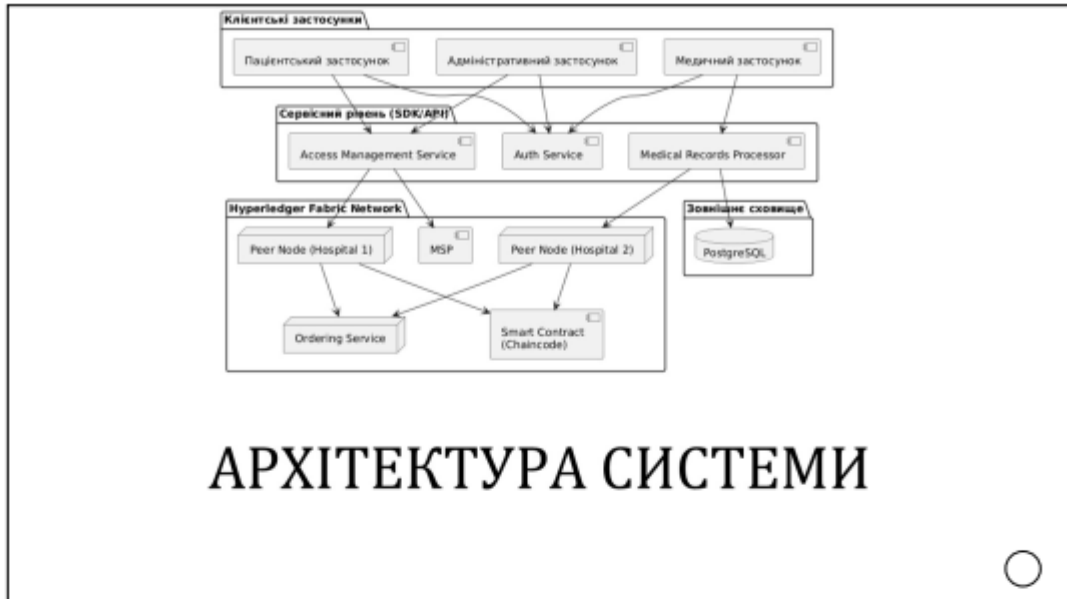 Клієнтські застосунки
Пацієнтський застосунок
Адміністративний застосунок
Медичний застосунок
Сервісний рівень (SDK/API)
Access Management Service
Auth Service
Medical Records Processor
Hyperledger Fabric Network
Зовнішнє сховище
Peer Node (Hospital 1)
MSP
Peer Node (Hospital 2)
PostgreSQL
Ordering Service
Smart Contract
(Chaincode)
АРХІТЕКТУРА СИСТЕМИ